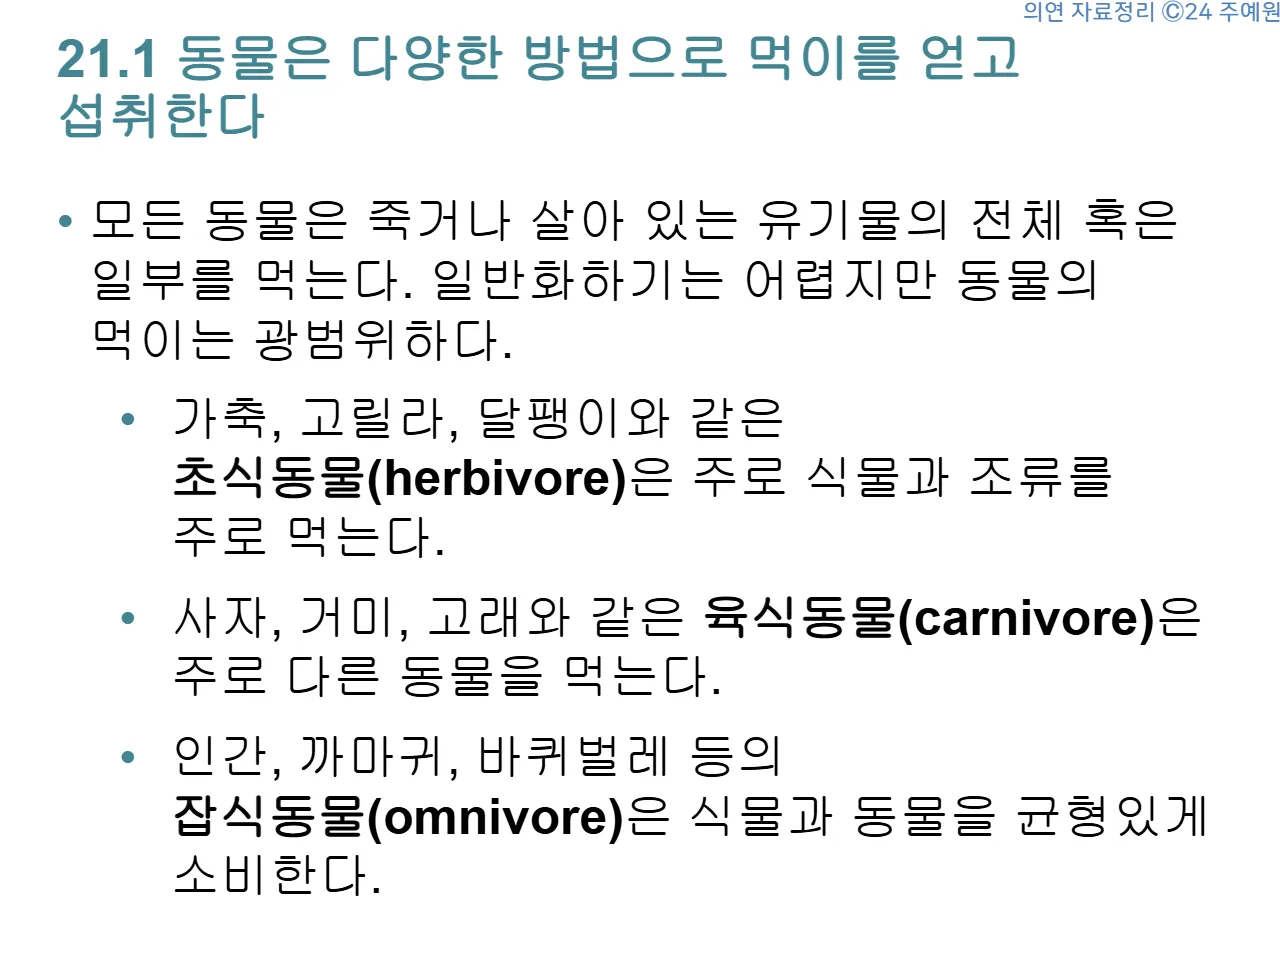 의연 자료정리 ©24 주예원
21.1 동물은 다양한 방법으로 먹이를 얻고
섭취한다
• 모든 동물은 죽거나 살아 있는 유기물의 전체 혹은
일부를 먹는다. 일반화하기는 어렵지만 동물의
먹이는 광범위하다.
• 가축, 고릴라, 달팽이와 같은
초식동물(herbivore)은 주로 식물과 조류를
주로 먹는다.
• 사자, 거미, 고래와 같은 육식동물(carnivore)은
주로 다른 동물을 먹는다.
• 인간, 까마귀, 바퀴벌레 등의
잡식동물(omnivore)은 식물과 동물을 균형있게
소비한다.